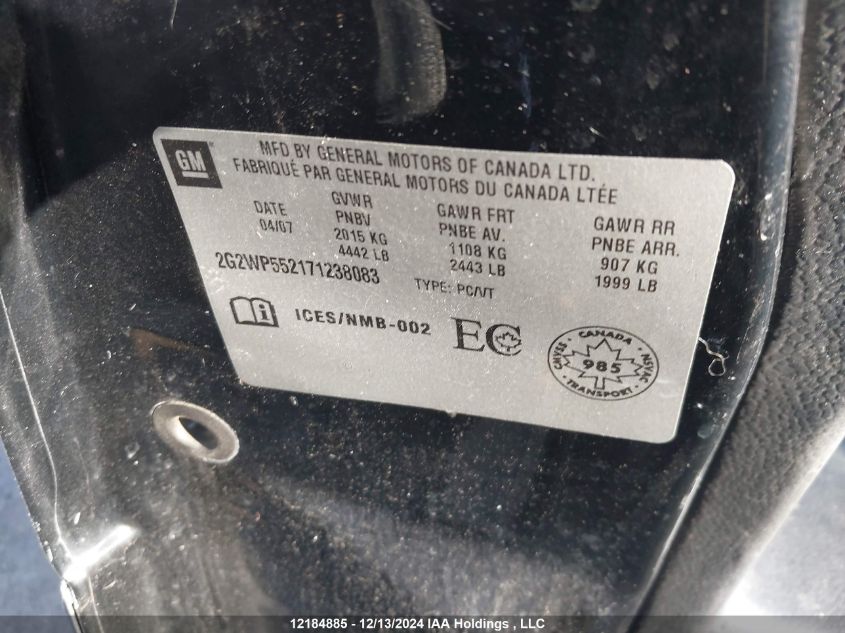 GM
MFD BY GENERAL MOTORS OF CANADA LTD.
FABRIQUÉ PAR GENERAL MOTORS DU CANADA LTÉE
DATE
04/07
GVWR
PNBV
2015 KG
4442 LB
GAWR FRT
PNBE AV.
1108 KG
2443 LB
GAWR RR
PNBE ARR.
907 KG
1999 LB
2G2WP552171238083
TYPE: PC/VT
ICES/NMB-002
EC
CANADA
CMVSS
985
NSVAC
TRANSPORT
12184885 - 12/13/2024 IAA Holdings , LLC